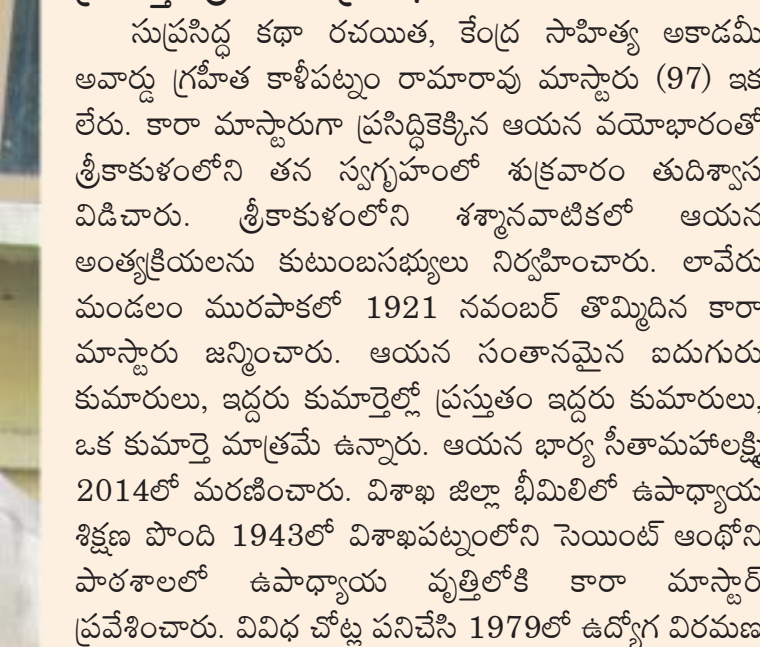 సుప్రసిద్ధ కథా రచయిత, కేంద్ర సాహిత్య అకాడమీ
అవార్డు గ్రహీత కాళీపట్నం రామారావు మాస్టారు (97) ఇక
లేరు. కారా మాస్టారుగా ప్రసిద్ధికెక్కిన ఆయన వయోభారంతో
శ్రీకాకుళంలోని తన స్వగృహంలో శుక్రవారం తుదిశ్వాస
విడిచారు. శ్రీకాకుళంలోని శశ్మానవాటికలో ఆయన
అంత్యక్రియలను కుటుంబసభ్యులు నిర్వహించారు. లావేరు
మండలం మురపాకలో 1921 నవంబర్ తొమ్మిదిన కారా
మాస్టారు జన్మించారు. ఆయన సంతానమైన ఐదుగురు
కుమారులు, ఇద్దరు కుమార్తెల్లో ప్రస్తుతం ఇద్దరు కుమారులు,
ఒక కుమార్తె మాత్రమే ఉన్నారు. ఆయన భార్య సీతామహాలక్ష్మి
2014లో మరణించారు. విశాఖ జిల్లా భీమిలిలో ఉపాధ్యాయ
శిక్షణ పొంది 1943లో విశాఖపట్నంలోని సెయింట్ ఆంథోని
పాఠశాలలో ఉపాధ్యాయ వృత్తిలోకి కారా మాస్టార్
ప్రవేశించారు. వివిధ చోట్ల పనిచేసి 1979లో ఉద్యోగ విరమణ